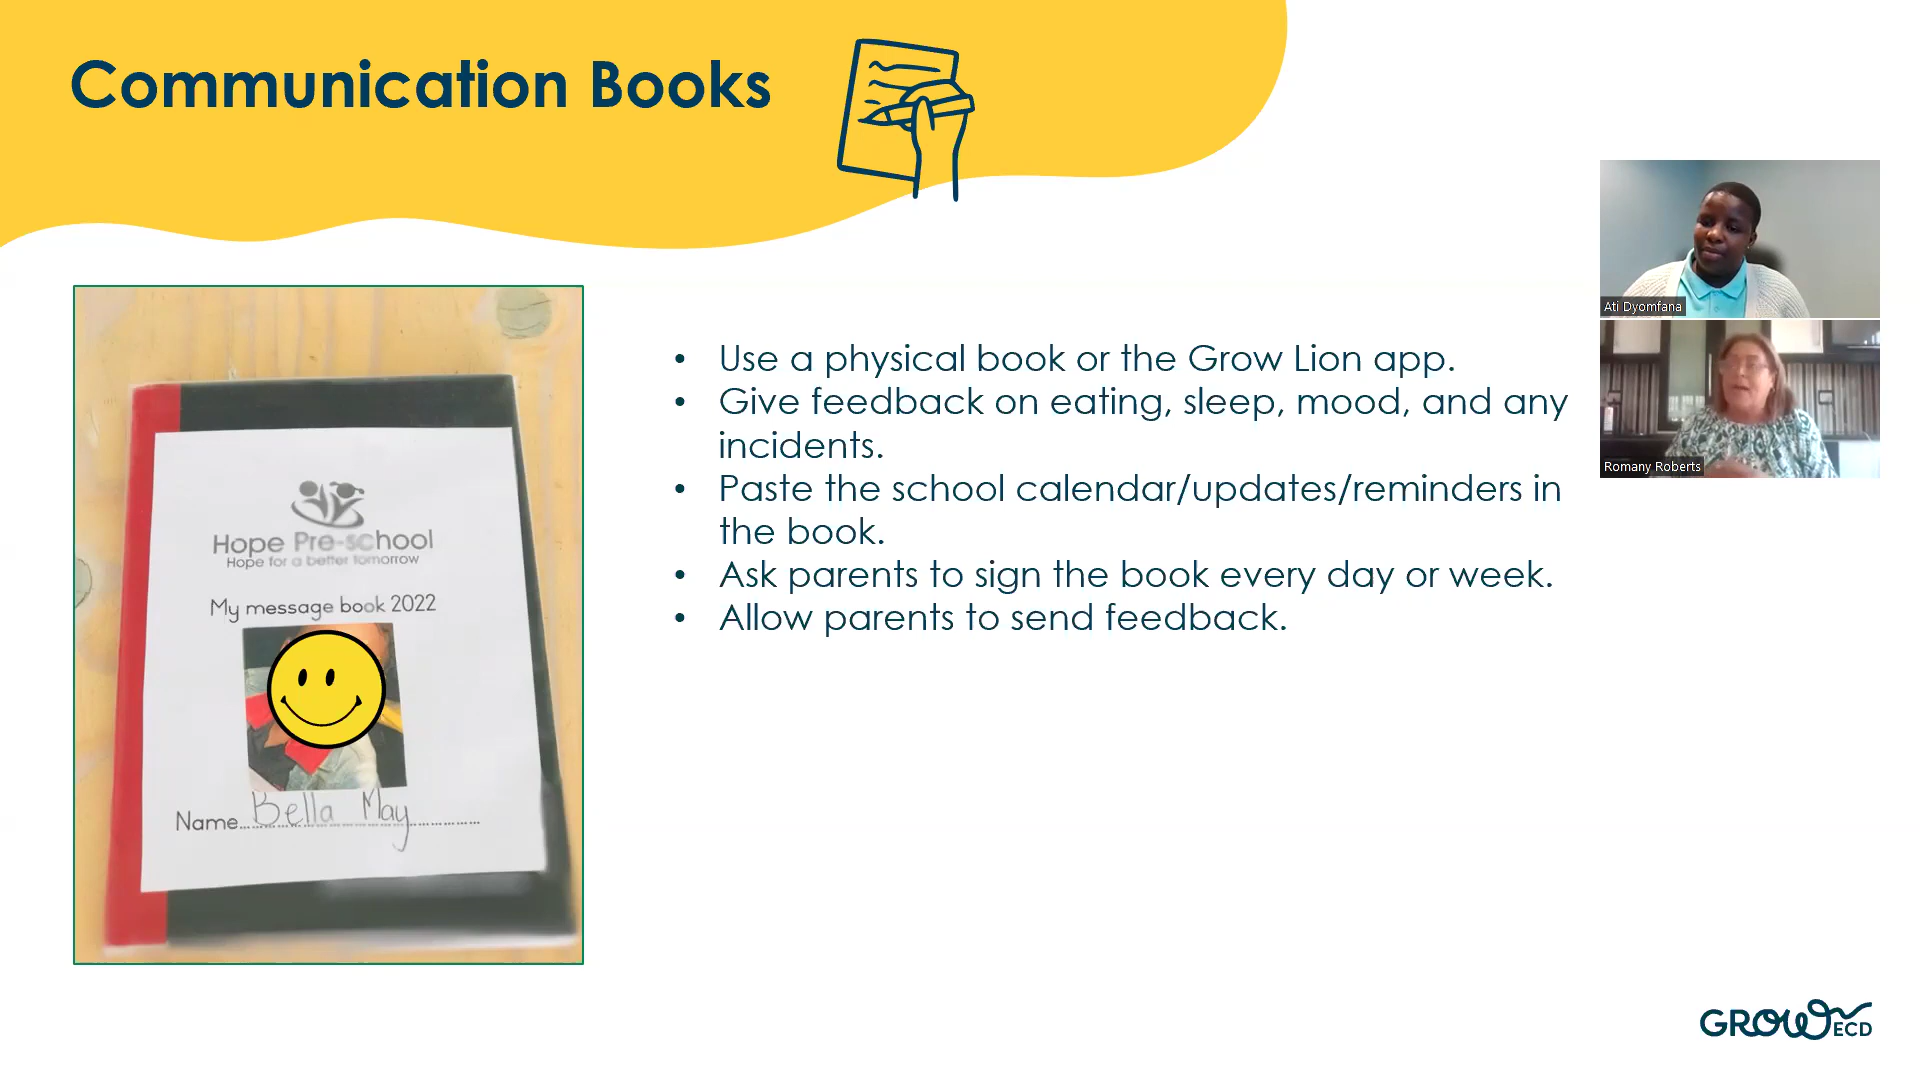 Communication Books
Ati Dyomfana
Romany Roberts
• Use a physical book or the Grow Lion app.
• Give feedback on eating, sleep, mood, and any
incidents.
• Paste the school calendar/updates/reminders in
the book.
• Ask parents to sign the book every day or week.
• Allow parents to send feedback.
Hope Pre-school
Hope for a better tomorrow
My message book 2022
Name Bella May
GROW ECD